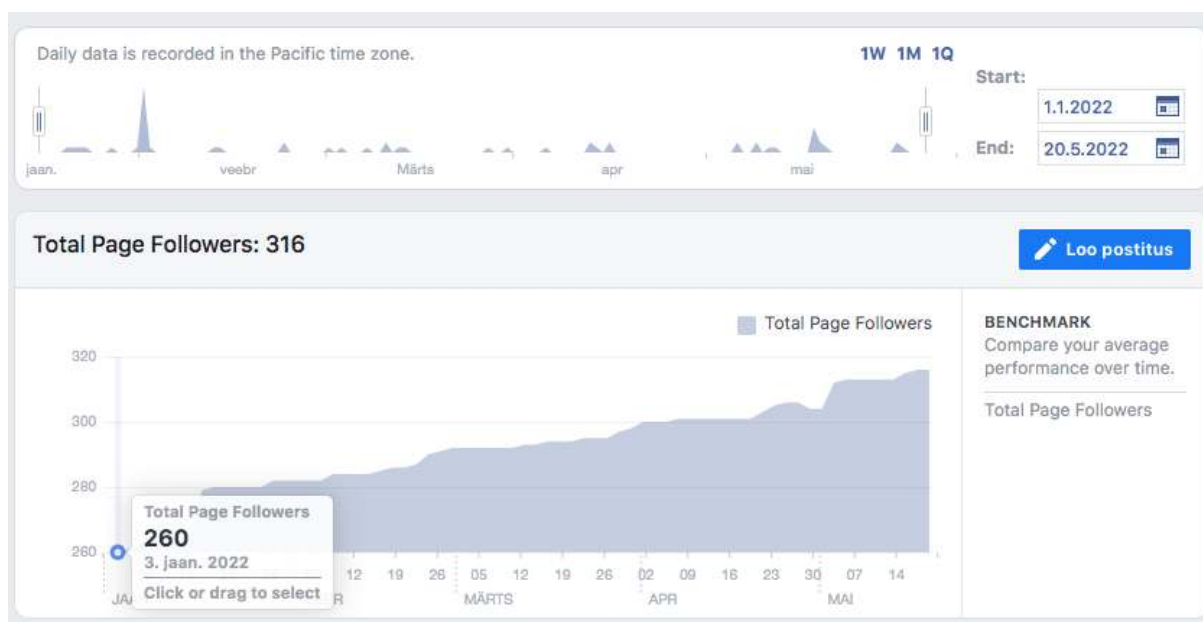 Daily data is recorded in the Pacific time zone.
1W 1M 1Q
Start:
1.1.2022
End:
20.5.2022
jaan.
veebr
Märts
apr
mai
Total Page Followers: 316
Loo postitus
Total Page Followers
BENCHMARK
Compare your average
performance over time.
Total Page Followers
320
300
280
260
Total Page Followers
260
3. jaan. 2022
Click or drag to select
12 19 26 05 12 19 26 02 09 16 23 30 07 14
MÄRTS APR MAI